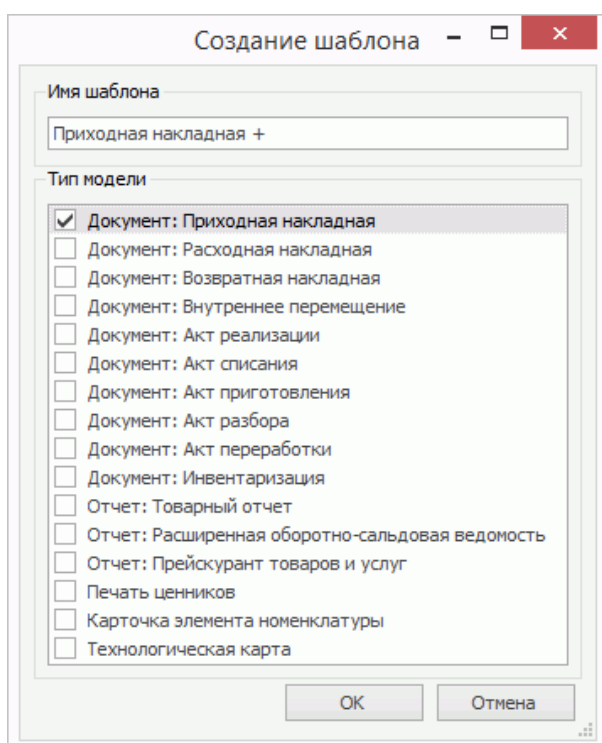 Создание шаблона
Имя шаблона
Приходная накладная +
Тип модели
Документ: Приходная накладная
Документ: Расходная накладная
Документ: Возвратная накладная
Документ: Внутреннее перемещение
Документ: Акт реализации
Документ: Акт списания
Документ: Акт приготовления
Документ: Акт разбора
Документ: Акт переработки
Документ: Инвентаризация
Отчет: Товарный отчет
Отчет: Расширенная оборотно-сальдовая ведомость
Отчет: Прейскурант товаров и услуг
Печать ценников
Карточка элемента номенклатуры
Технологическая карта
ОК Отмена